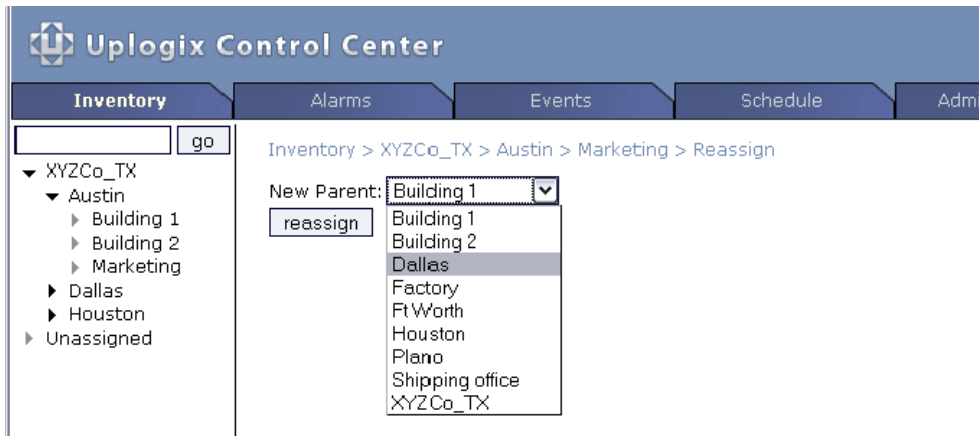 Uplogix Control Center
Inventory Alarms Events Schedule Admi
go
XYZCo_TX
Austin
Building 1
Building 2
Marketing
Dallas
Houston
Unassigned
Inventory > XYZCo_TX > Austin > Marketing > Reassign
New Parent: Building 1
reassign
Building 1
Building 2
Dallas
Factory
Ft Worth
Houston
Plano
Shipping office
XYZCo_TX